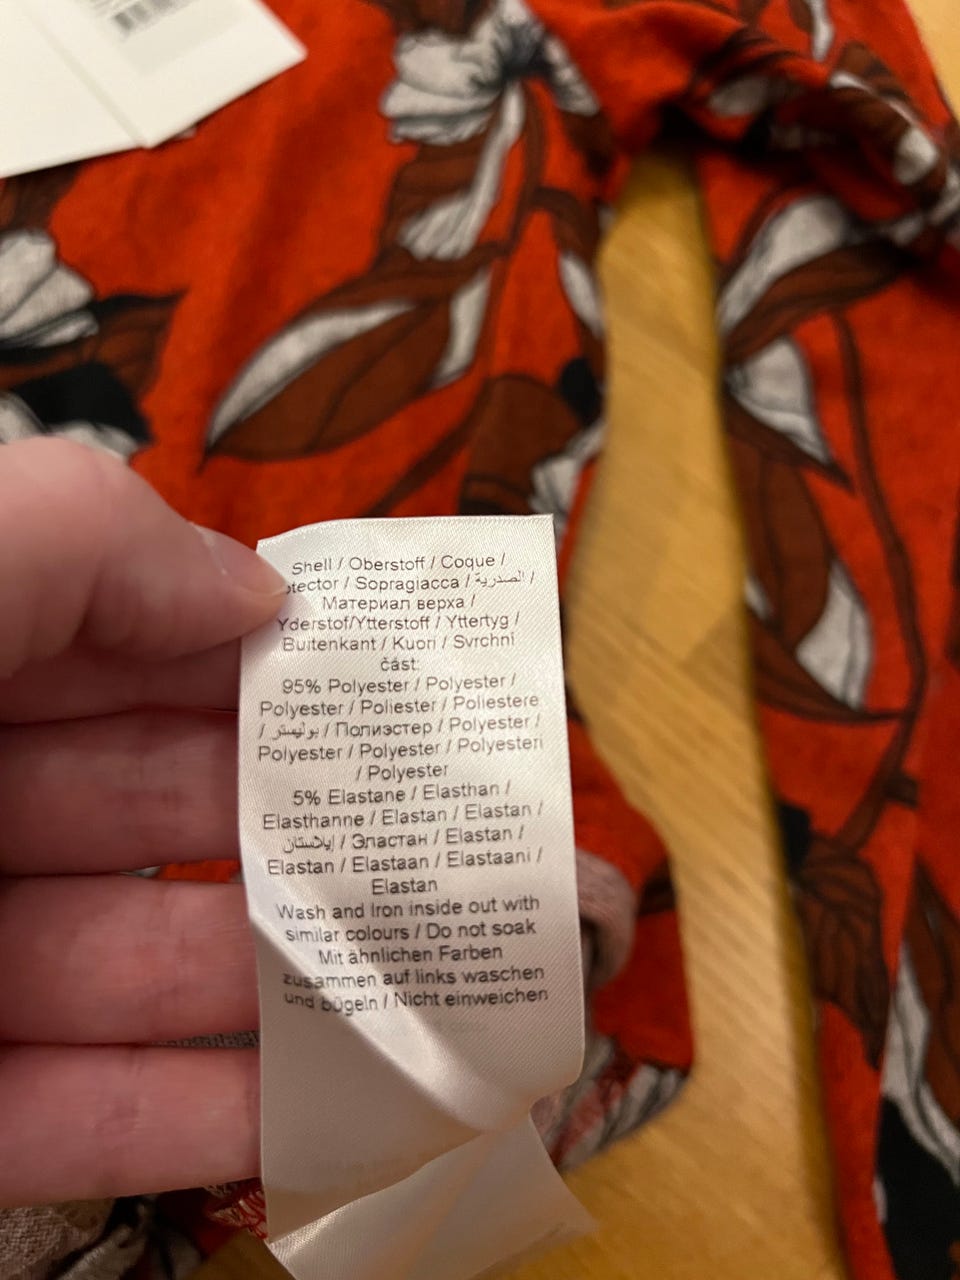 Shell / Oberstoff / Coque /
/ Sopragiacca / الصدرية /
Материал верха /
Yderstof/Ytterstoff / Yttertyg /
Buitenkant / Kuori / Svrchní
část:
95% Polyester / Polyester /
Polyester / Poliester / Poliestere
/ بوليستر / Полиэстер / Polyester /
Polyester / Polyester / Polyesteri
/ Polyester
5% Elastane / Elasthan /
Elasthanne / Elastan / Elastan /
إيلاستان / Эластан / Elastan /
Elastan / Elastaan / Elastaani /
Elastan
Wash and Iron inside out with
similar colours / Do not soak
Mit ähnlichen Farben
zusammen auf links waschen
und bügeln / Nicht einweichen